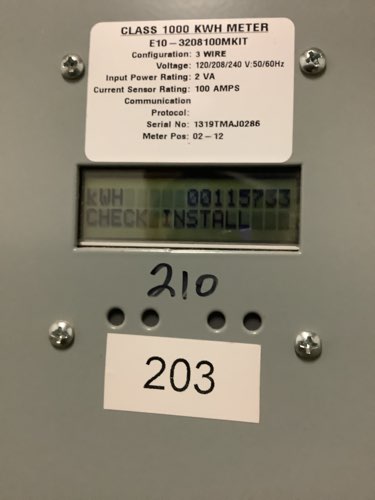 CLASS 1000 KWH METER
E10-3208100MKIT
Configuration: 3 WIRE
Voltage: 120/208/240 V:50/60Hz
Input Power Rating: 2 VA
Current Sensor Rating: 100 AMPS
Communication
Protocol:
Serial No: 1319TMAJ0286
Meter Pos: 02-12
kWH 00115753
CHECK INSTALL
210
203